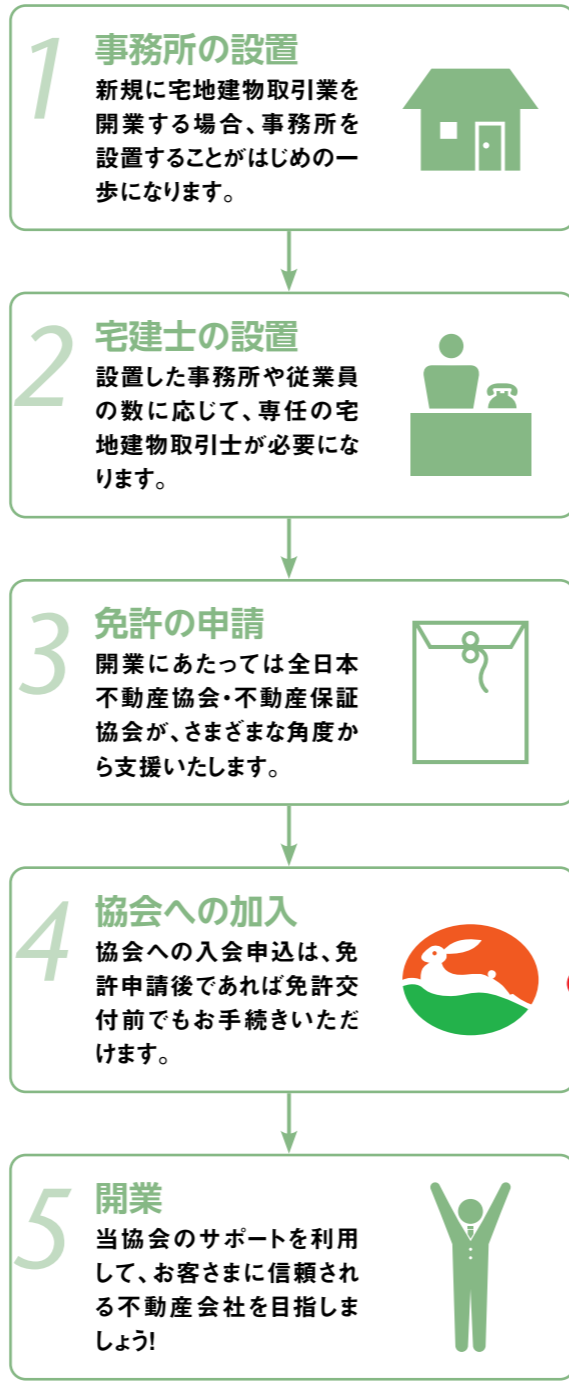 1
事務所の設置
新規に宅地建物取引業を
開業する場合、事務所を
設置することがはじめの一
歩になります。
2
宅建士の設置
設置した事務所や従業員
の数に応じて、専任の宅
地建物取引士が必要にな
ります。
3
免許の申請
開業にあたっては全日本
不動産協会・不動産保証
協会が、さまざまな角度か
ら支援いたします。
4
協会への加入
協会への入会申込は、免
許申請後であれば免許交
付前でもお手続きいただ
けます。
5
開業
当協会のサポートを利用
して、お客さまに信頼され
る不動産会社を目指しま
しょう!